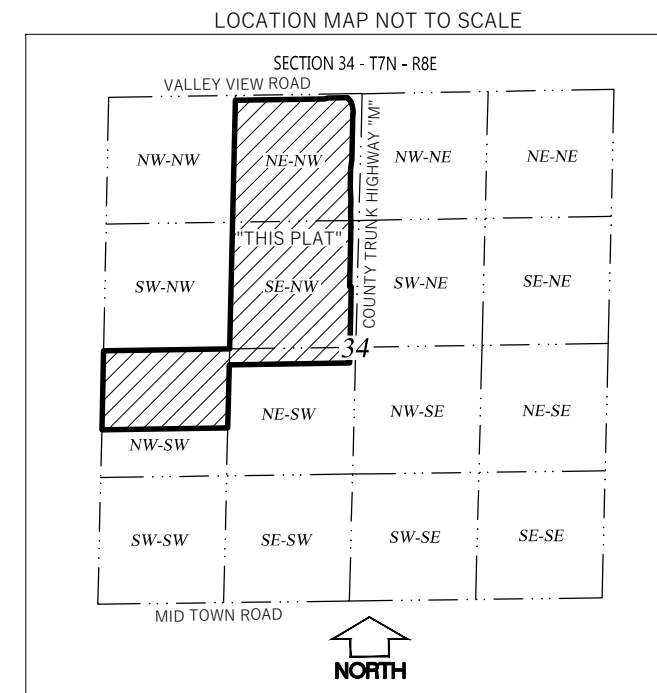 LOCATION MAP NOT TO SCALE
SECTION 34 - T7N - R8E
VALLEY VIEW ROAD
COUNTY TRUNK HIGHWAY "M"
NW-NW
NE-NW
NW-NE
NE-NE
"THIS PLAT"
SW-NW
SE-NW
SW-NE
SE-NE
34
NE-SW
NW-SE
NE-SE
NW-SW
SW-SW
SE-SW
SW-SE
SE-SE
MID TOWN ROAD
NORTH